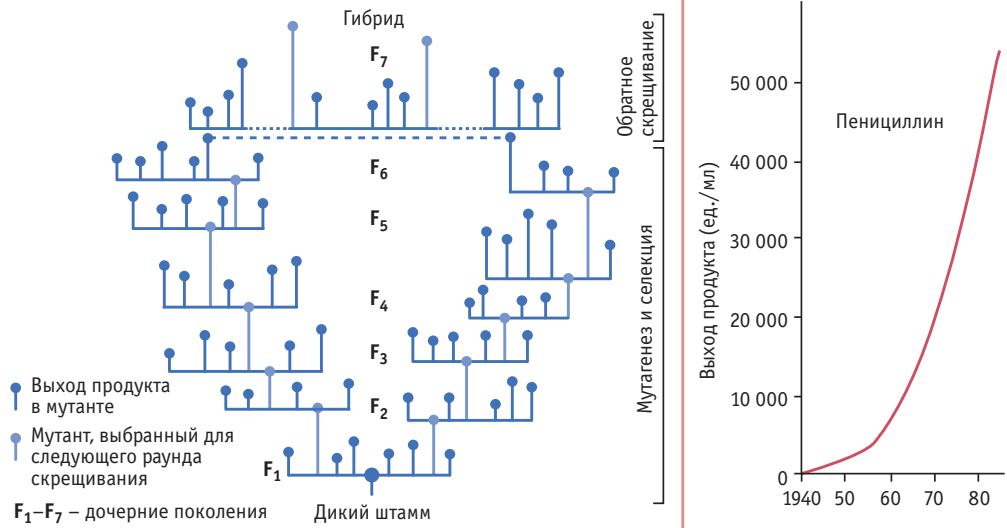 Гибрид
F7
F6
F5
F4
F3
F2
F1
Обратное
скрещивание
Мутагенез и селекция
Выход продукта
в мутанте
Мутант, выбранный для
следующего раунда
скрещивания
F1–F7 – дочерние поколения
Дикий штамм
Выход продукта (ед./мл)
Пенициллин
50 000
40 000
30 000
20 000
10 000
0
1940 50 60 70 80